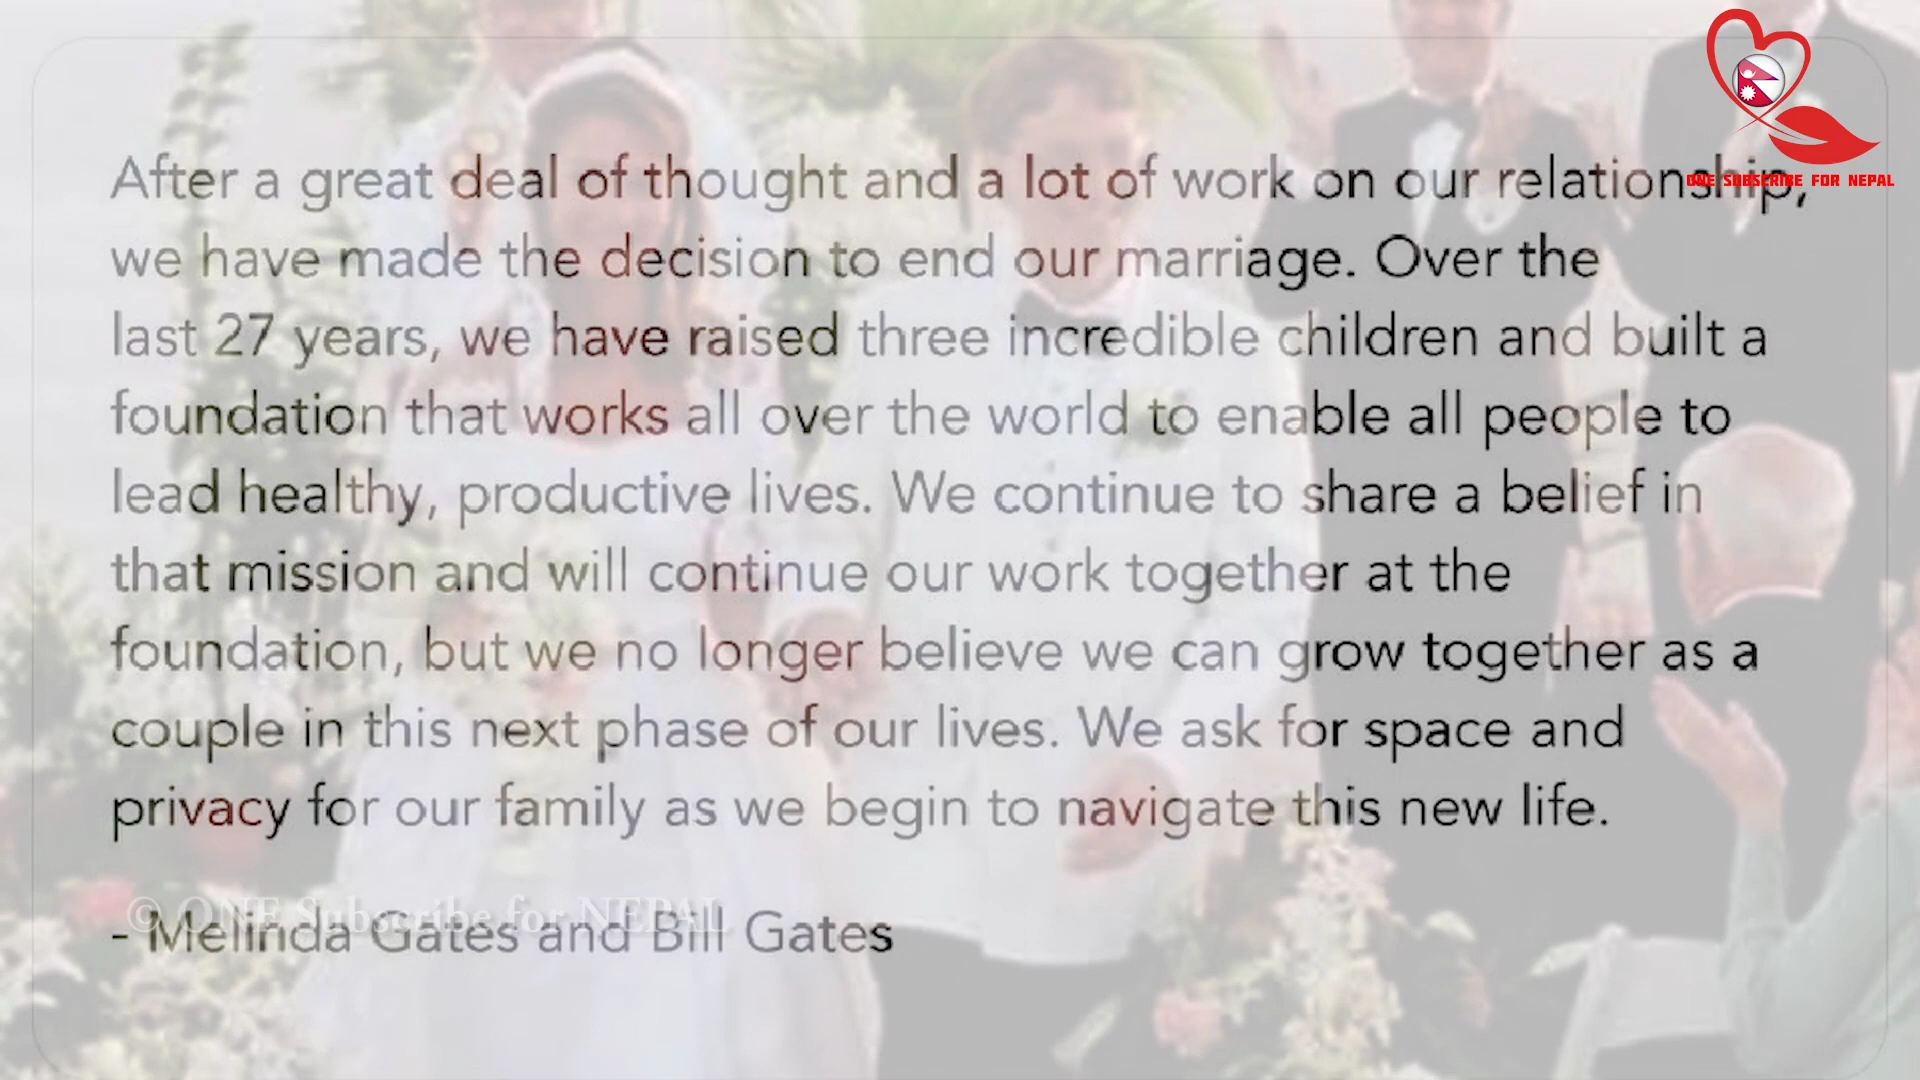 ONE SUBSCRIBE FOR NEPAL
After a great deal of thought and a lot of work on our relationship,
we have made the decision to end our marriage. Over the
last 27 years, we have raised three incredible children and built a
foundation that works all over the world to enable all people to
lead healthy, productive lives. We continue to share a belief in
that mission and will continue our work together at the
foundation, but we no longer believe we can grow together as a
couple in this next phase of our lives. We ask for space and
privacy for our family as we begin to navigate this new life.
© ONE Subscribe for NEPAL
- Melinda Gates and Bill Gates